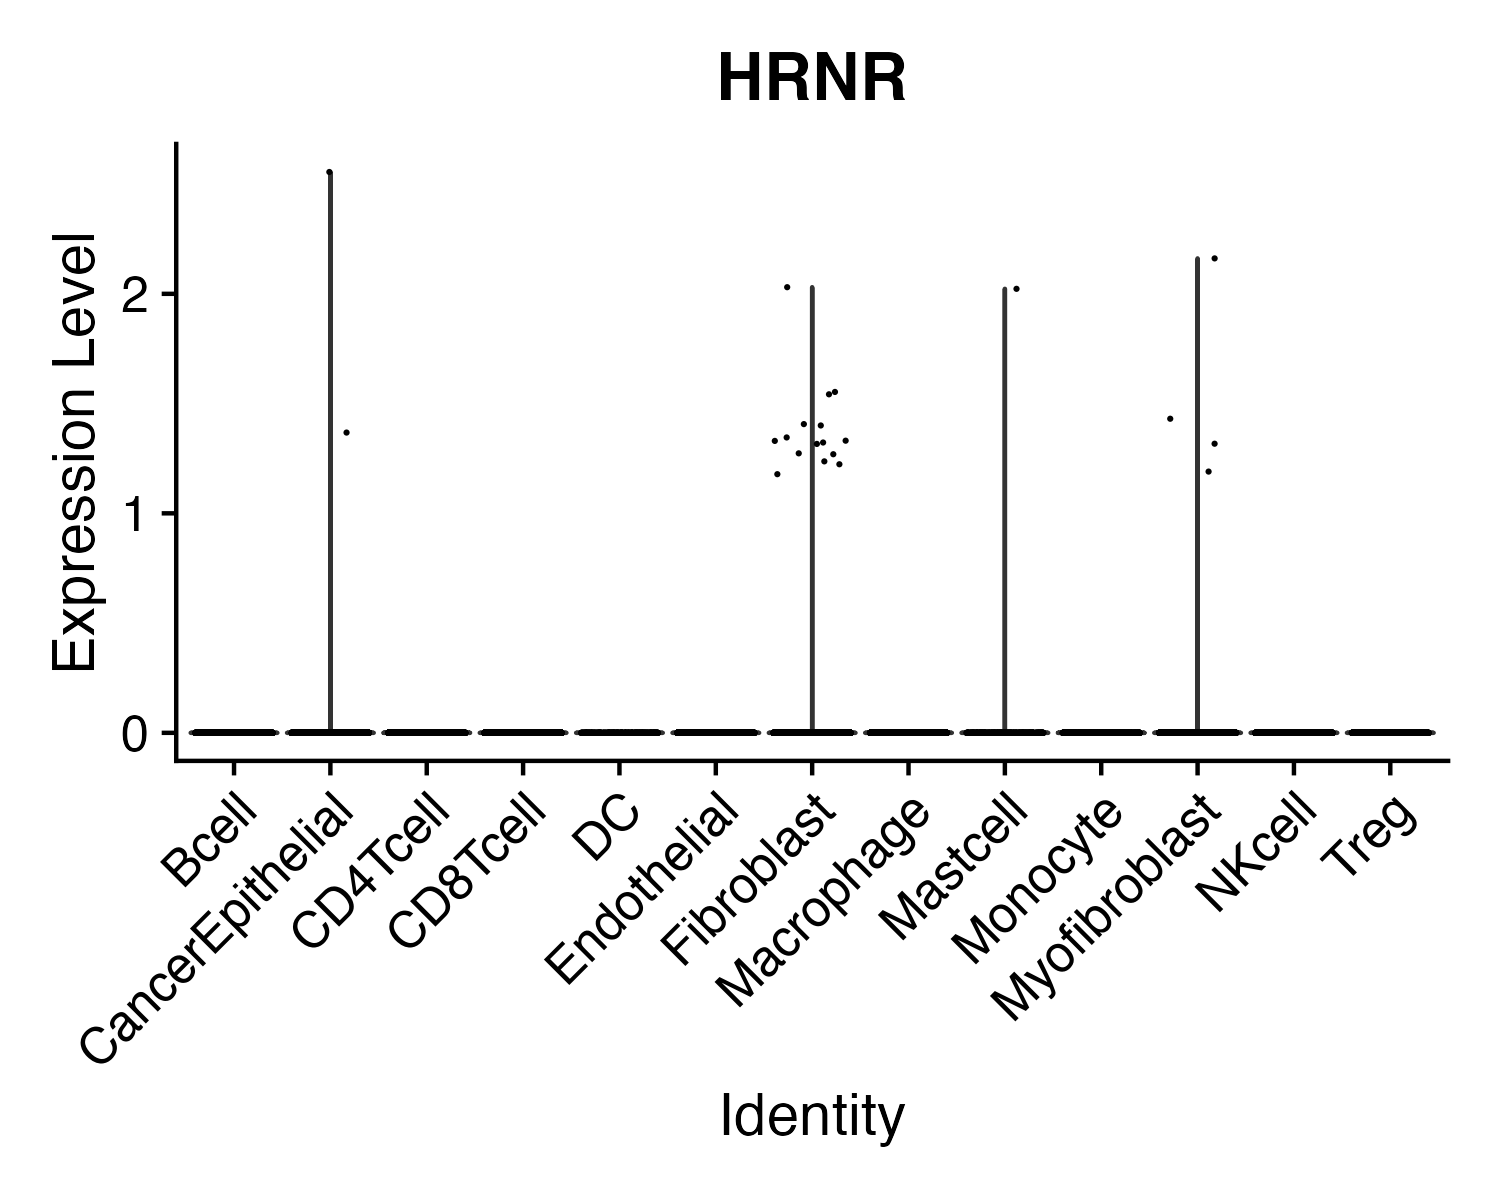 HRNR
Expression Level
2
1
0
Bcell
CancerEpithelial
CD4Tcell
CD8Tcell
DC
Endothelial
Fibroblast
Macrophage
Mastcell
Monocyte
Myofibroblast
NKcell
Treg
Identity